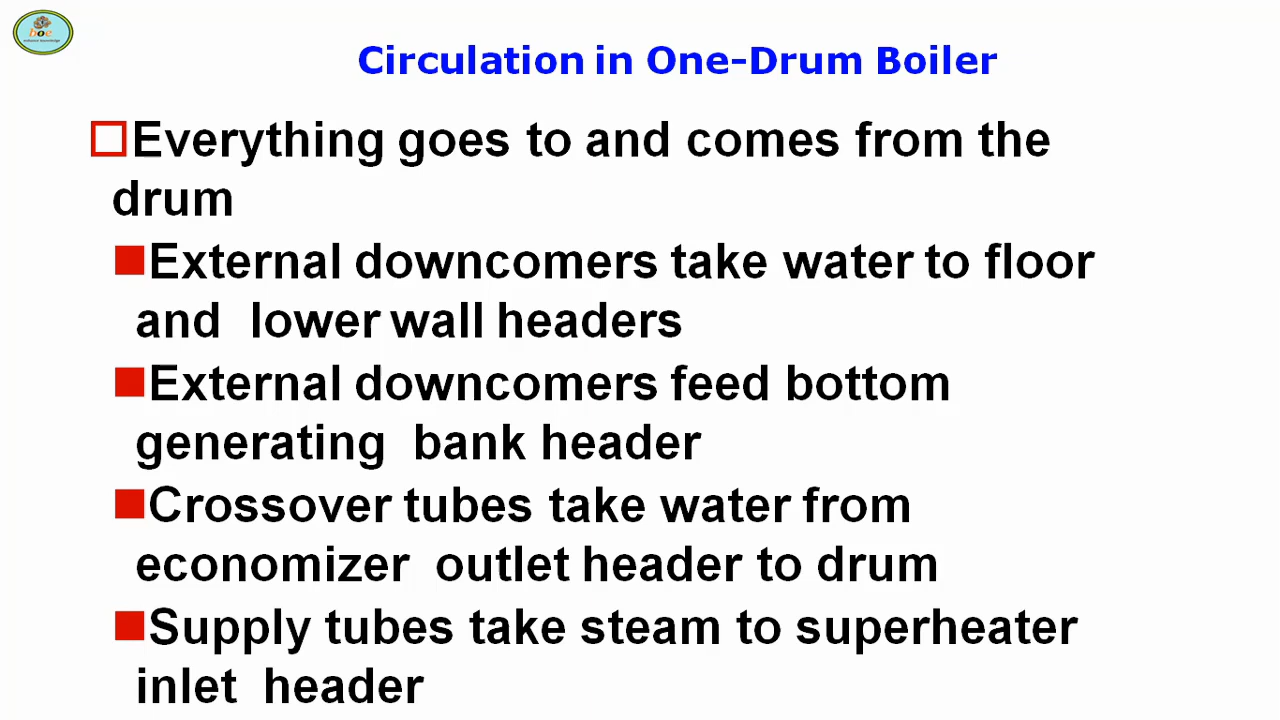 boe
Circulation in One-Drum Boiler
Everything goes to and comes from the
drum
External downcomers take water to floor
and lower wall headers
External downcomers feed bottom
generating bank header
Crossover tubes take water from
economizer outlet header to drum
Supply tubes take steam to superheater
inlet header